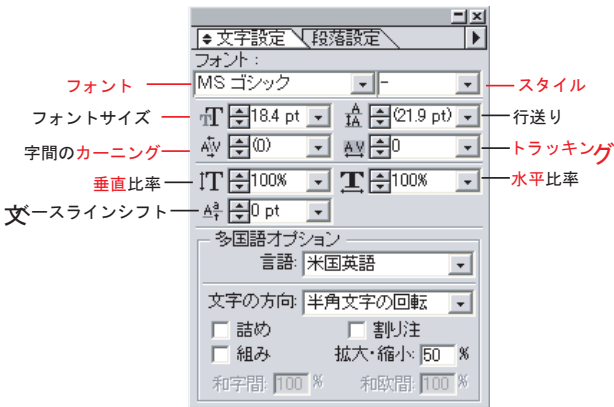 文字設定 段落設定
フォント：
フォント MS ゴシック - スタイル
フォントサイズ 18.4 pt (21.9 pt) 行送り
字間のカーニング (0) 0 トラッキング
垂直比率 100% 100% 水平比率
文ースラインシフト 0 pt
多国語オプション
言語: 米国英語
文字の方向: 半角文字の回転
詰め 割り注
組み 拡大・縮小: 50 %
和字間: 100 % 和欧間: 100 %